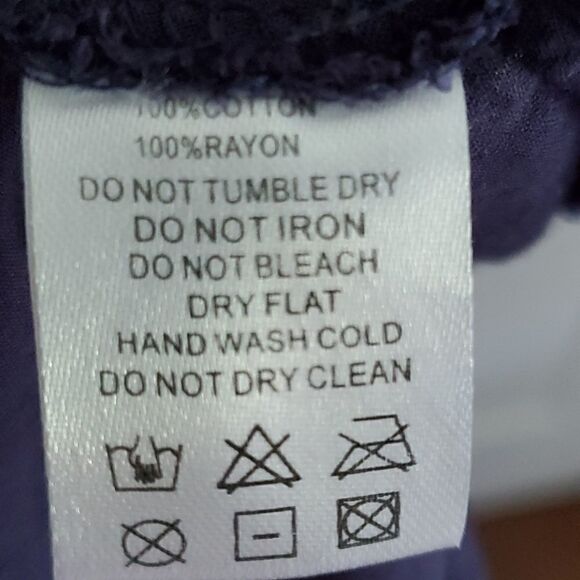 100%COTTON
100%RAYON
DO NOT TUMBLE DRY
DO NOT IRON
DO NOT BLEACH
DRY FLAT
HAND WASH COLD
DO NOT DRY CLEAN